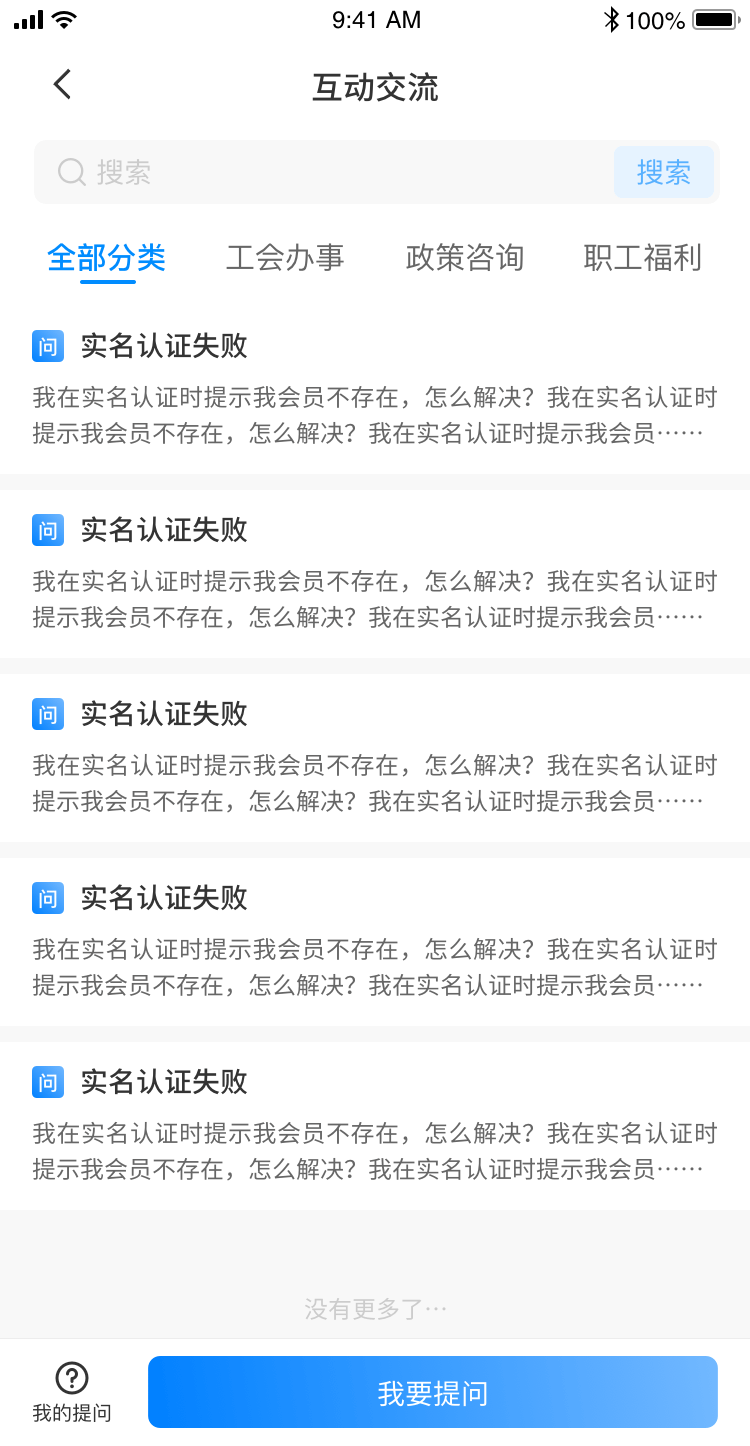 9:41 AM
100%
互动交流
搜索
搜索
全部分类
工会办事
政策咨询
职工福利
问 实名认证失败
我在实名认证时提示我会员不存在，怎么解决？我在实名认证时
提示我会员不存在，怎么解决？我在实名认证时提示我会员……
问 实名认证失败
我在实名认证时提示我会员不存在，怎么解决？我在实名认证时
提示我会员不存在，怎么解决？我在实名认证时提示我会员……
问 实名认证失败
我在实名认证时提示我会员不存在，怎么解决？我在实名认证时
提示我会员不存在，怎么解决？我在实名认证时提示我会员……
问 实名认证失败
我在实名认证时提示我会员不存在，怎么解决？我在实名认证时
提示我会员不存在，怎么解决？我在实名认证时提示我会员……
问 实名认证失败
我在实名认证时提示我会员不存在，怎么解决？我在实名认证时
提示我会员不存在，怎么解决？我在实名认证时提示我会员……
没有更多了…
我的提问
我要提问